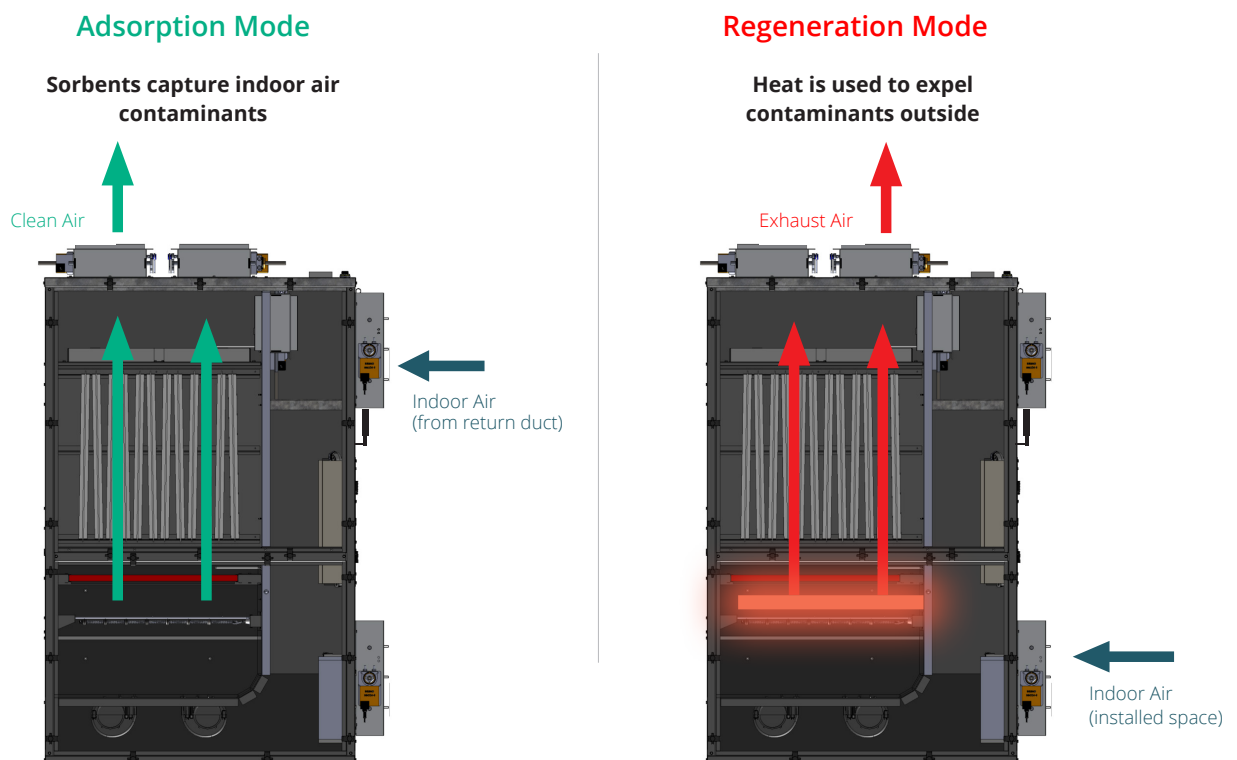 Adsorption Mode
Sorbents capture indoor air
contaminants
Clean Air
Indoor Air
(from return duct)
Regeneration Mode
Heat is used to expel
contaminants outside
Exhaust Air
Indoor Air
(installed space)